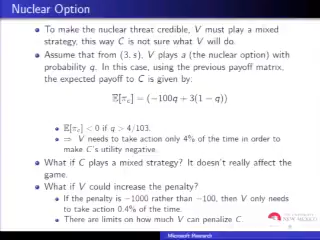 Nuclear Option
To make the nuclear threat credible, V must play a mixed
strategy, this way C is not sure what V will do.
Assume that from (3, s), V plays a (the nuclear option) with
probability q. In this case, using the previous payoff matrix,
the expected payoff to C is given by:
E[πc] = (−100q + 3(1 − q))
E[πc] < 0 if q > 4/103.
⇒ V needs to take action only 4% of the time in order to
make C's utility negative.
What if C plays a mixed strategy? It doesn't really affect the
game.
What if V could increase the penalty?
If the penalty is −1000 rather than −100, then V only needs
to take action 0.4% of the time.
There are limits on how much V can penalize C.
NEW MEXICO
Microsoft Research